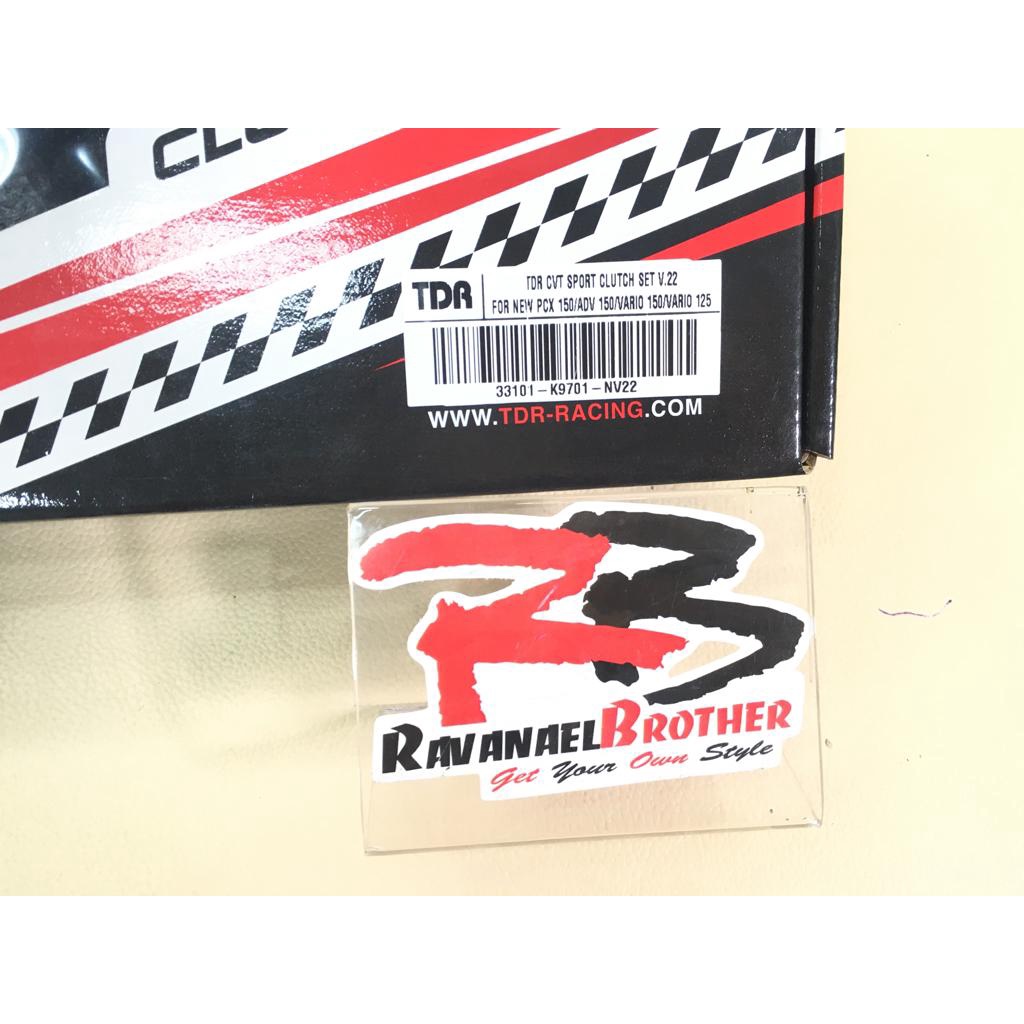 TDR
TDR CVT SPORT CLUTCH SET V.22
FOR NEW PCX 150/ADV 150/VARIO 150/VARIO 125
33101-K9701-NV22
WWW.TDR-RACING.COM
RB
RAVANAELBROTHER
Get Your Own Style